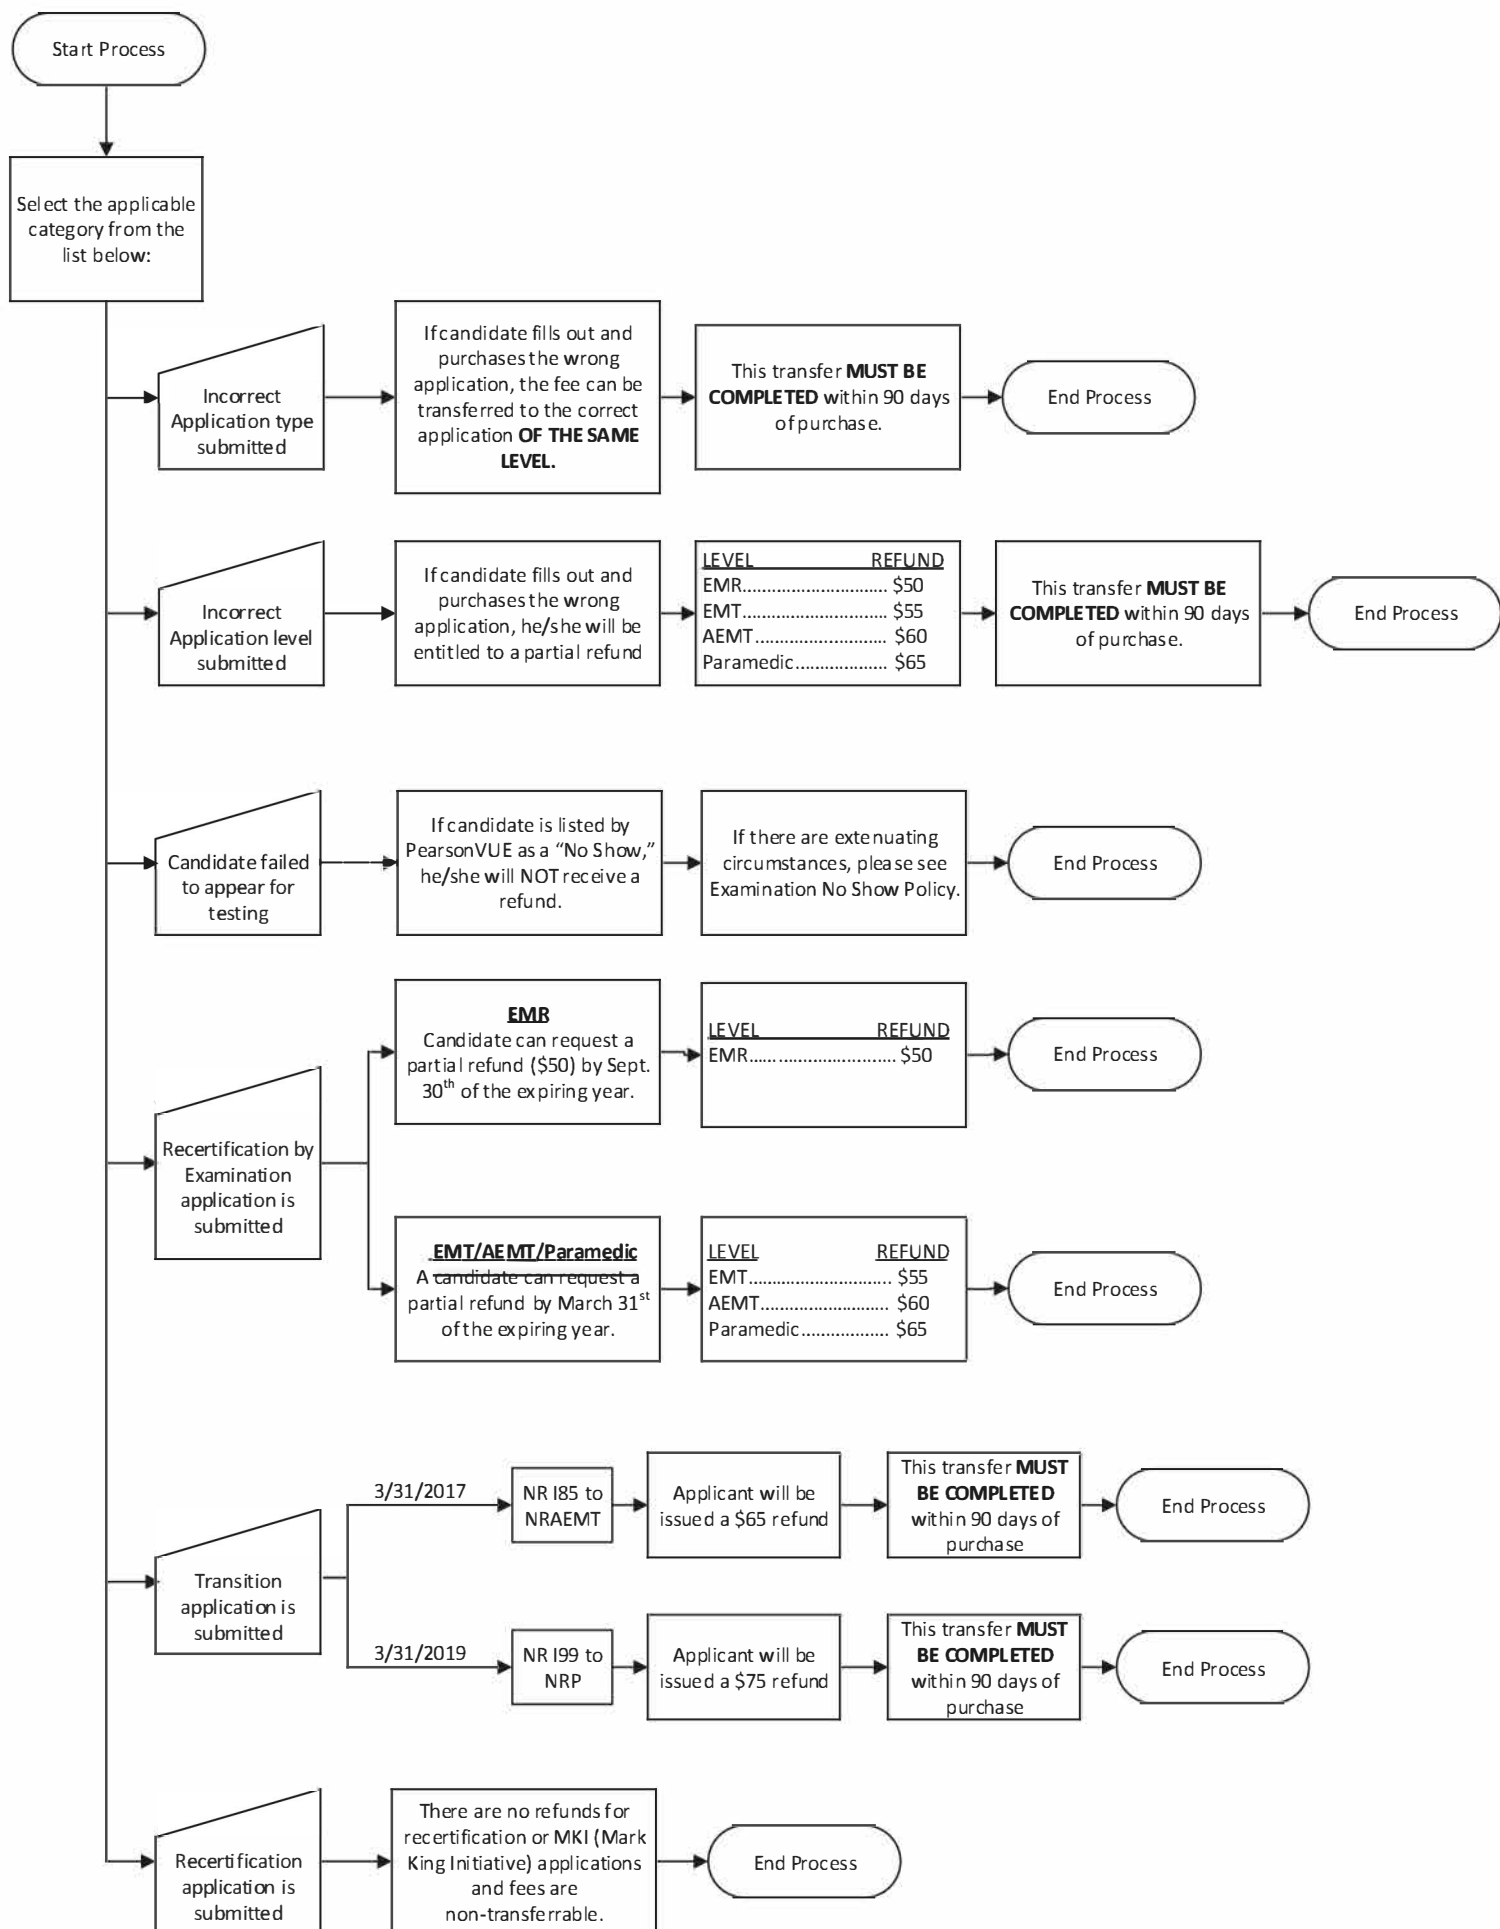 Start Process
Select the applicable
category from the
list below:
Incorrect
Application type
submitted
If candidate fills out and
purchases the wrong
application, the fee can be
transferred to the correct
application OF THE SAME
LEVEL.
This transfer MUST BE
COMPLETED within 90 days
of purchase.
End Process
Incorrect
Application level
submitted
If candidate fills out and
purchases the wrong
application, he/she will be
entitled to a partial refund
LEVEL REFUND
EMR............................. $50
EMT............................. $55
AEMT.......................... $60
Paramedic................... $65
This transfer MUST BE
COMPLETED within 90 days
of purchase.
End Process
Candidate failed
to appear for
testing
If candidate is listed by
PearsonVUE as a “No Show,”
he/she will NOT receive a
refund.
If there are extenuating
circumstances, please see
Examination No Show Policy.
End Process
Recertification by
Examination
application is
submitted
EMR
Candidate can request a
partial refund ($50) by Sept.
30th of the expiring year.
LEVEL REFUND
EMR............................. $50
End Process
EMT/AEMT/Paramedic
A candidate can request a
partial refund by March 31st
of the expiring year.
LEVEL REFUND
EMT............................. $55
AEMT.......................... $60
Paramedic.................. $65
End Process
Transition
application is
submitted
3/31/2017
NR I85 to
NRAEMT
Applicant will be
issued a $65 refund
This transfer MUST
BE COMPLETED
within 90 days of
purchase
End Process
3/31/2019
NR I99 to
NRP
Applicant will be
issued a $75 refund
This transfer MUST
BE COMPLETED
within 90 days of
purchase
End Process
Recertification
application is
submitted
There are no refunds for
recertification or MKI (Mark
King Initiative) applications
and fees are
non-transferrable.
End Process